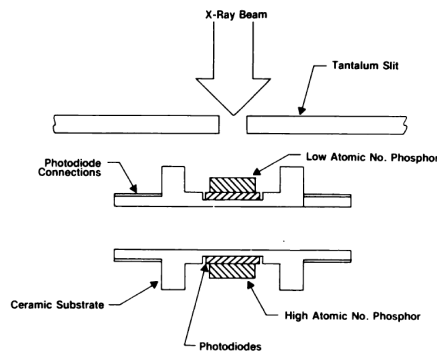 X-Ray Beam
Tantalum Slit
Low Atomic No. Phosphor
Photodiode
Connections
Ceramic Substrate
High Atomic No. Phosphor
Photodiodes